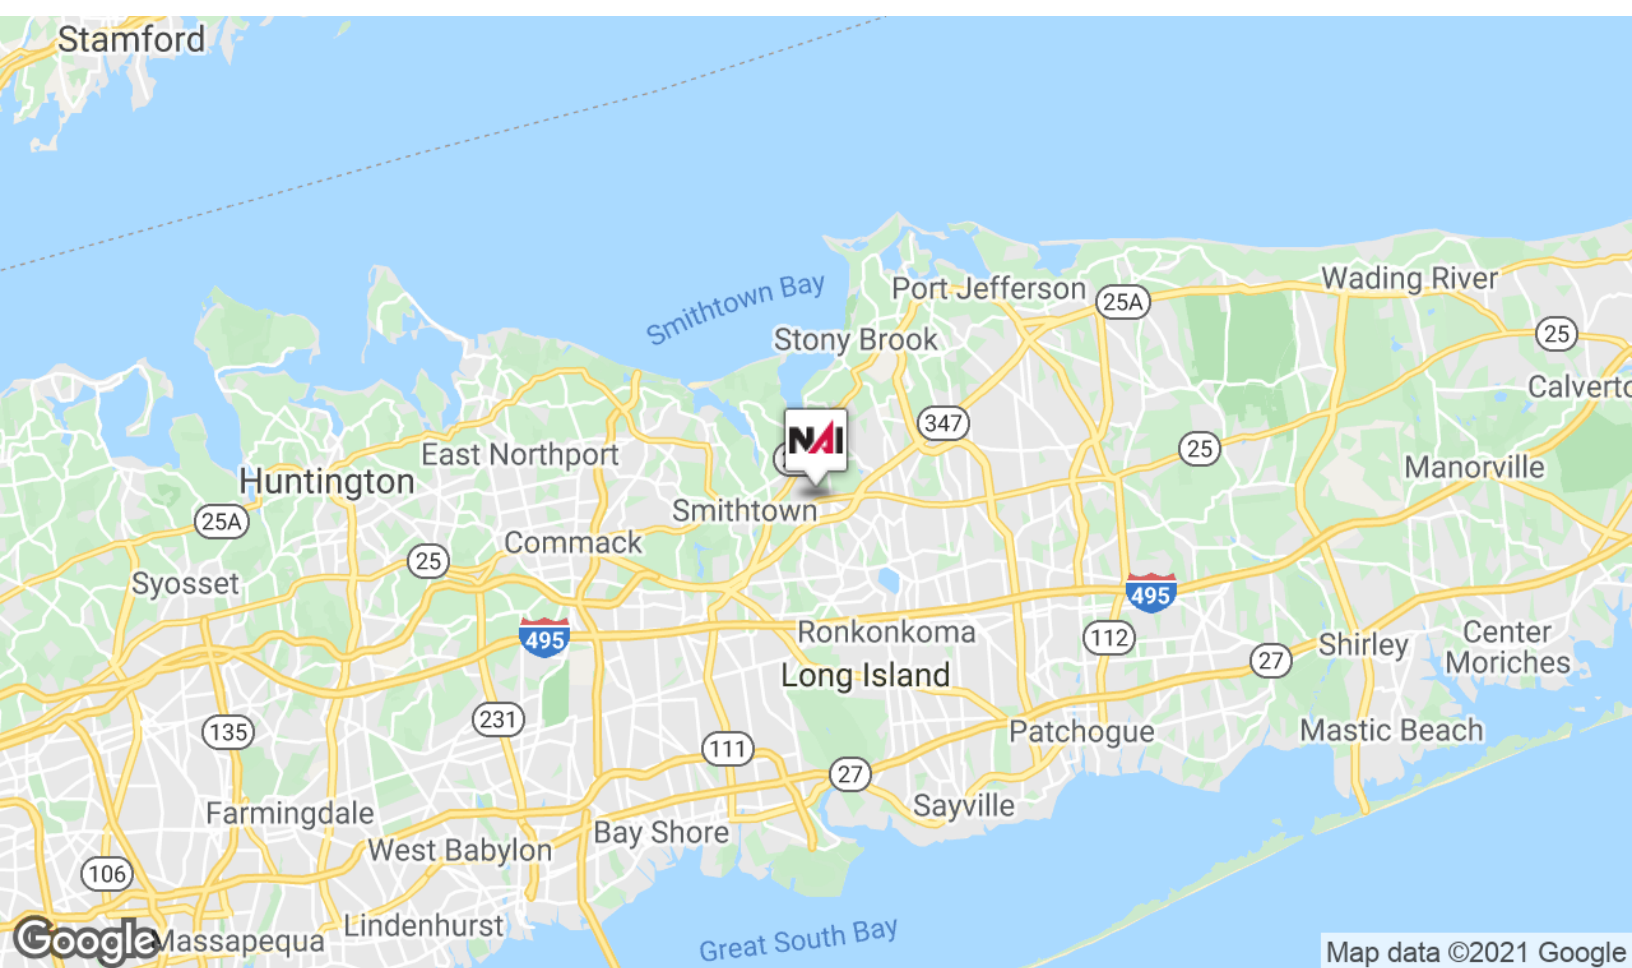 Stamford
Smithtown Bay
Port Jefferson
25A
Wading River
Stony Brook
25
Calverto
347
NAI
East Northport
25
Huntington
Manorville
Smithtown
25A
Commack
25
Syosset
495
495
Ronkonkoma
112
Shirley
Center
Moriches
27
Long Island
231
135
111
Patchogue
Mastic Beach
27
Farmingdale
Sayville
Bay Shore
West Babylon
106
Lindenhurst
Great South Bay
Google
Massapequa
Map data ©2021 Google